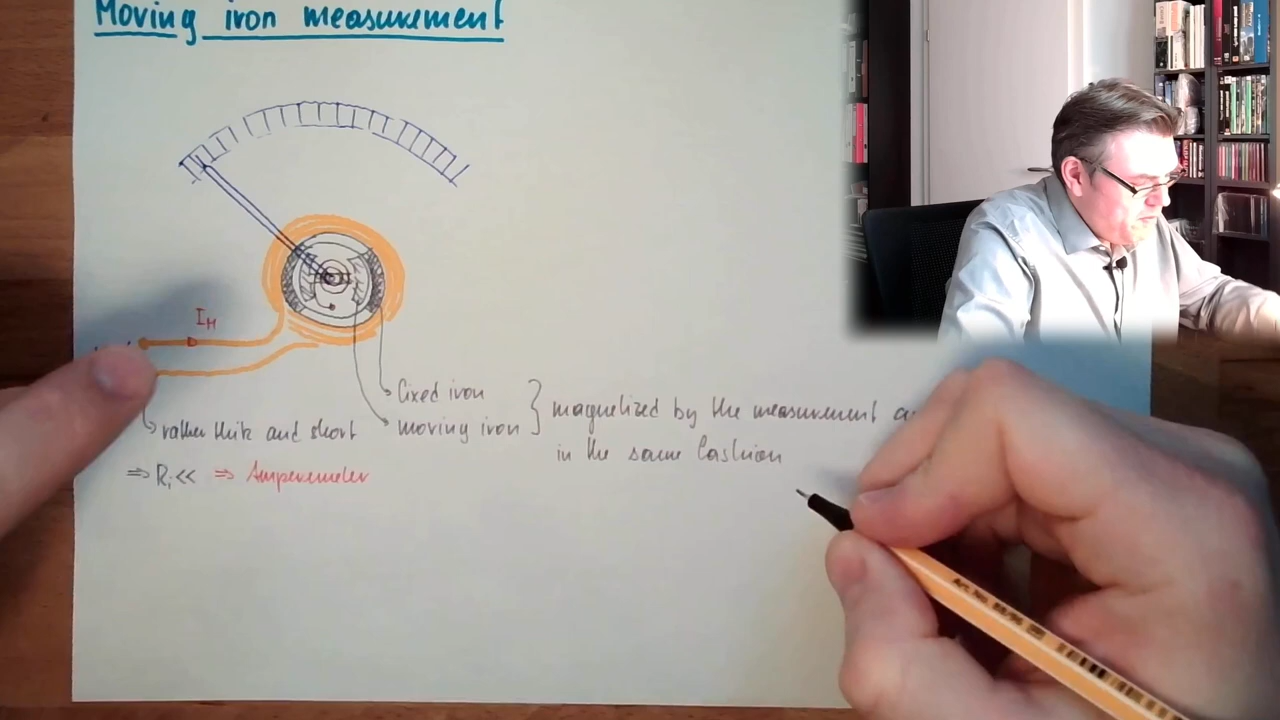 Moving iron measurement
I_M
fixed iron
moving iron } magnetized by the measurement
in the same fashion
rather thik and short
⇒ R_i << ⇒ Amperemeter